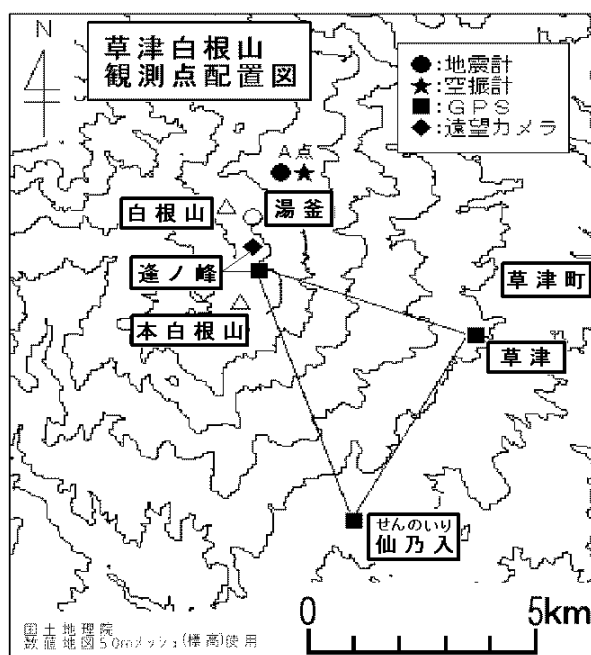 草津白根山
観測点配置図
N
●:地震計
★:空振計
■:GPS
◆:遠望カメラ
A点
白根山
湯釜
逢ノ峰
草津町
本白根山
草津
せんのいり
仙乃入
0 5km
国土地理院
数値地図50mメッシュ(標高)使用